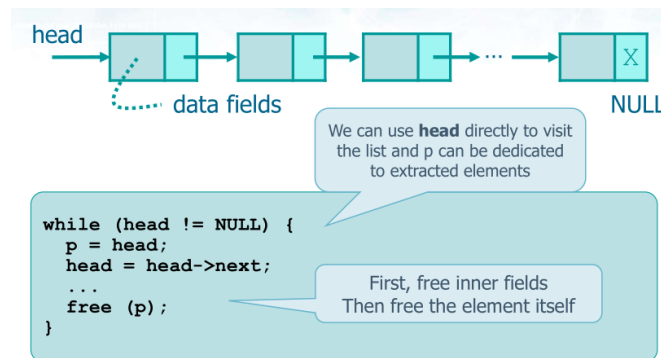 head
...
X
data fields
NULL
We can use head directly to visit
the list and p can be dedicated
to extracted elements
while (head != NULL) {
p = head;
head = head->next;
...
free (p);
}
First, free inner fields
Then free the element itself